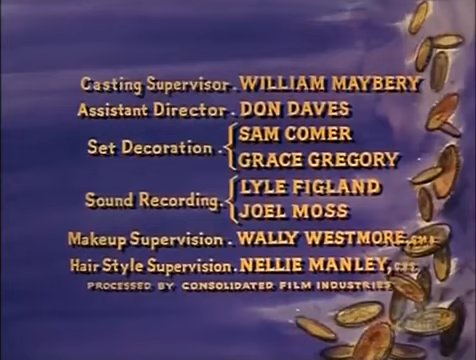 Casting Supervisor. WILLIAM MAYBERY
Assistant Director. DON DAVES
Set Decoration. SAM COMER
GRACE GREGORY
Sound Recording. LYLE FIGLAND
JOEL MOSS
Makeup Supervision. WALLY WESTMORE,
Hair Style Supervision. NELLIE MANLEY,
PROCESSED BY CONSOLIDATED FILM INDUSTRIES